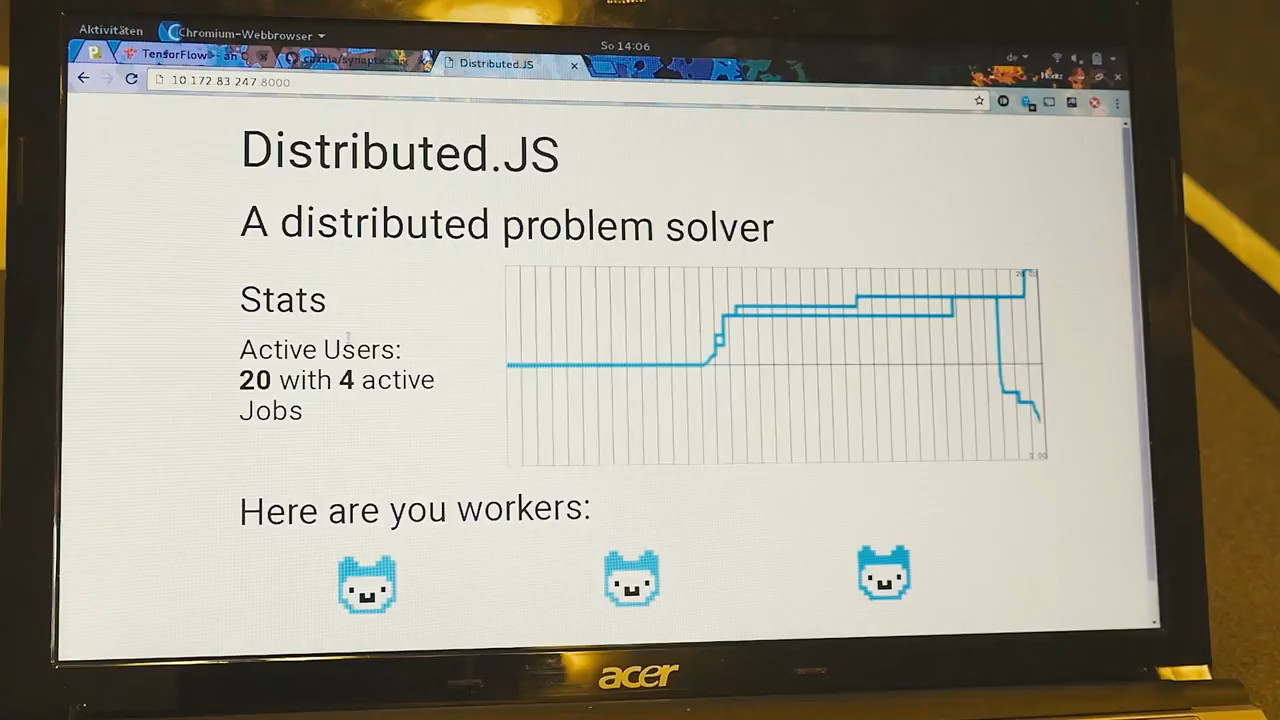 Aktivitäten
Chromium-Webbrowser
So 14:06
de
TensorFlow
Distributed.JS
10.172.83.247:8000
Distributed.JS
A distributed problem solver
Stats
Active Users:
20 with 4 active
Jobs
Here are you workers:
acer